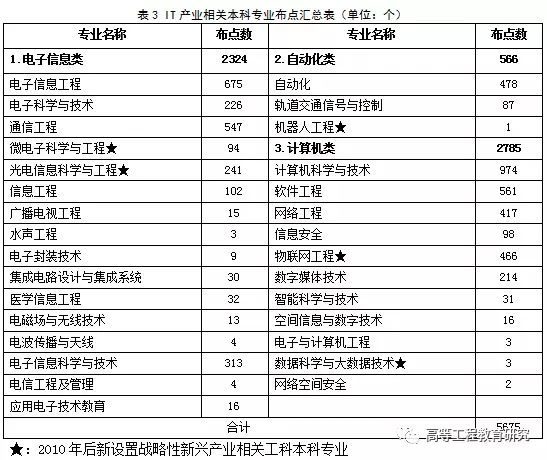 表 3 IT 产业相关本科专业布点汇总表（单位：个）
专业名称 布点数 专业名称 布点数
1.电子信息类 2324 2.自动化类 566
电子信息工程 675 自动化 478
电子科学与技术 226 轨道交通信号与控制 87
通信工程 547 机器人工程★ 1
微电子科学与工程★ 94 3.计算机类 2785
光电信息科学与工程★ 241 计算机科学与技术 974
信息工程 102 软件工程 561
广播电视工程 15 网络工程 417
水声工程 3 信息安全 98
电子封装技术 9 物联网工程★ 466
集成电路设计与集成系统 30 数字媒体技术 214
医学信息工程 32 智能科学与技术 31
电磁场与无线技术 13 空间信息与数字技术 16
电波传播与天线 4 电子与计算机工程 3
电子信息科学与技术 313 数据科学与大数据技术★ 3
电信工程及管理 4 网络空间安全 2
应用电子技术教育 16
合计 5675
高等工程教育研究
★：2010 年后新设置战略性新兴产业相关工科本科专业